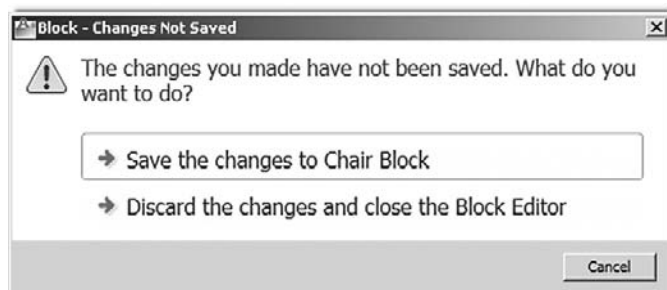 Block - Changes Not Saved
The changes you made have not been saved. What do you
want to do?
Save the changes to Chair Block
Discard the changes and close the Block Editor
Cancel